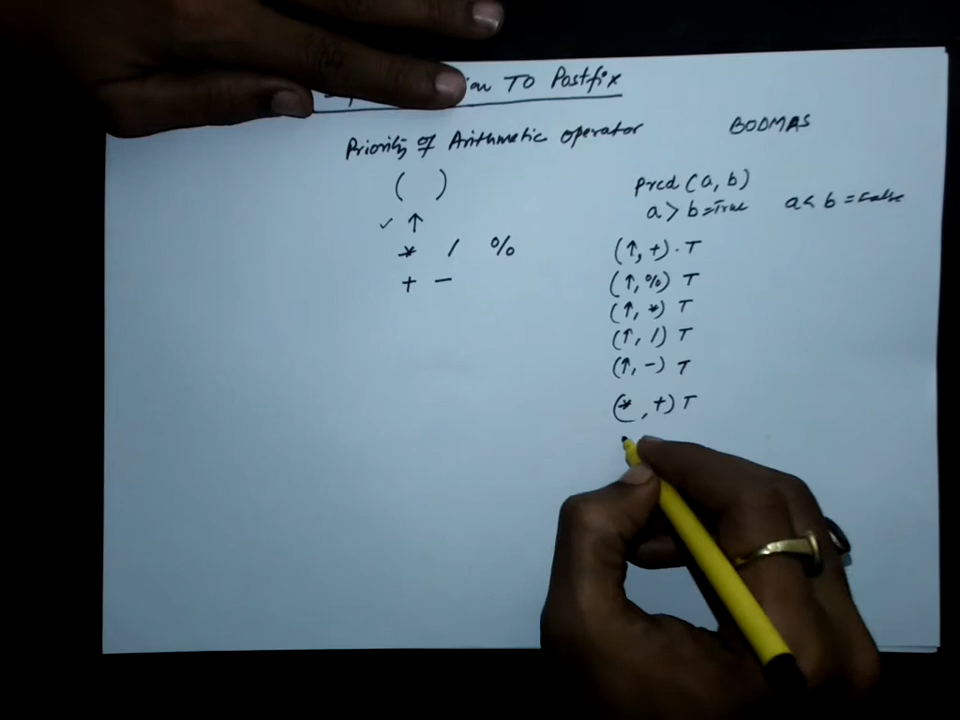 TO Postfix
Priority of Arithmetic operator
BODMAS
( )
✓ ↑
* / %
+ -
pred (a, b)
a > b = True a < b = False
(↑, +) . T
(↑, %) T
(↑, *) T
(↑, /) T
(↑, -) T
(*, +) T